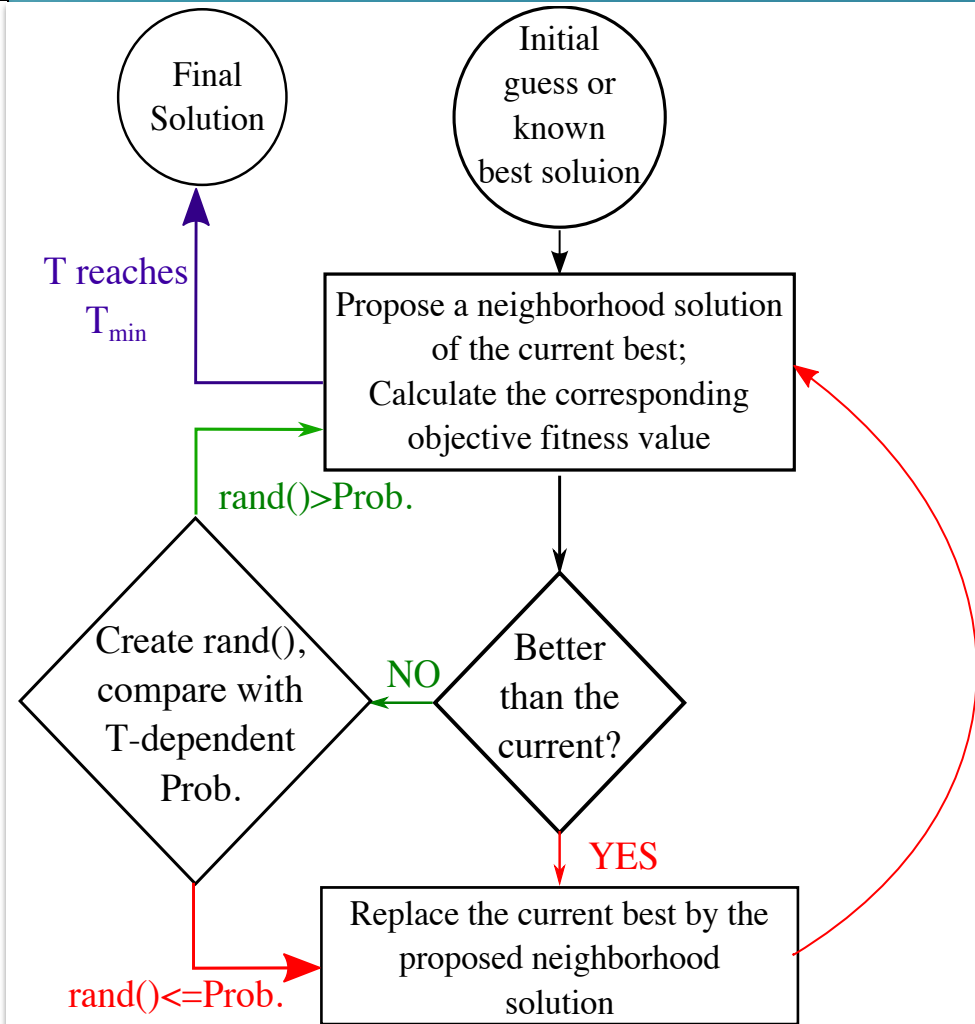 Final
Solution
Initial
guess or
known
best soluion
T reaches
Tmin
Propose a neighborhood solution
of the current best;
Calculate the corresponding
objective fitness value
rand()>Prob.
Create rand(),
compare with
T-dependent
Prob.
NO
Better
than the
current?
YES
Replace the current best by the
proposed neighborhood
solution
rand()<=Prob.